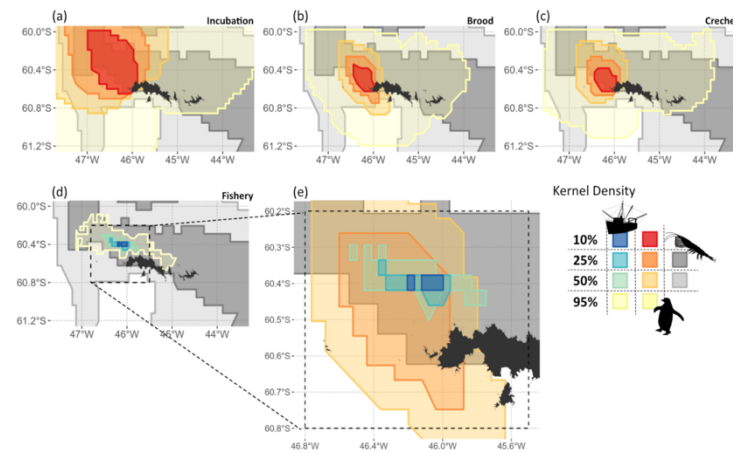 (a) Incubation
60.0°S
60.4°S
60.8°S
61.2°S
47°W 46°W 45°W 44°W
(b) Brood
60.0°S
60.4°S
60.8°S
61.2°S
47°W 46°W 45°W 44°W
(c) Creche
60.0°S
60.4°S
60.8°S
61.2°S
47°W 46°W 45°W 44°W
(d) Fishery
60.0°S
60.4°S
60.8°S
61.2°S
47°W 46°W 45°W 44°W
(e)
60.2°S
60.3°S
60.4°S
60.5°S
60.6°S
60.7°S
60.8°S
46.8°W 46.4°W 46.0°W 45.6°W
Kernel Density
10%
25%
50%
95%